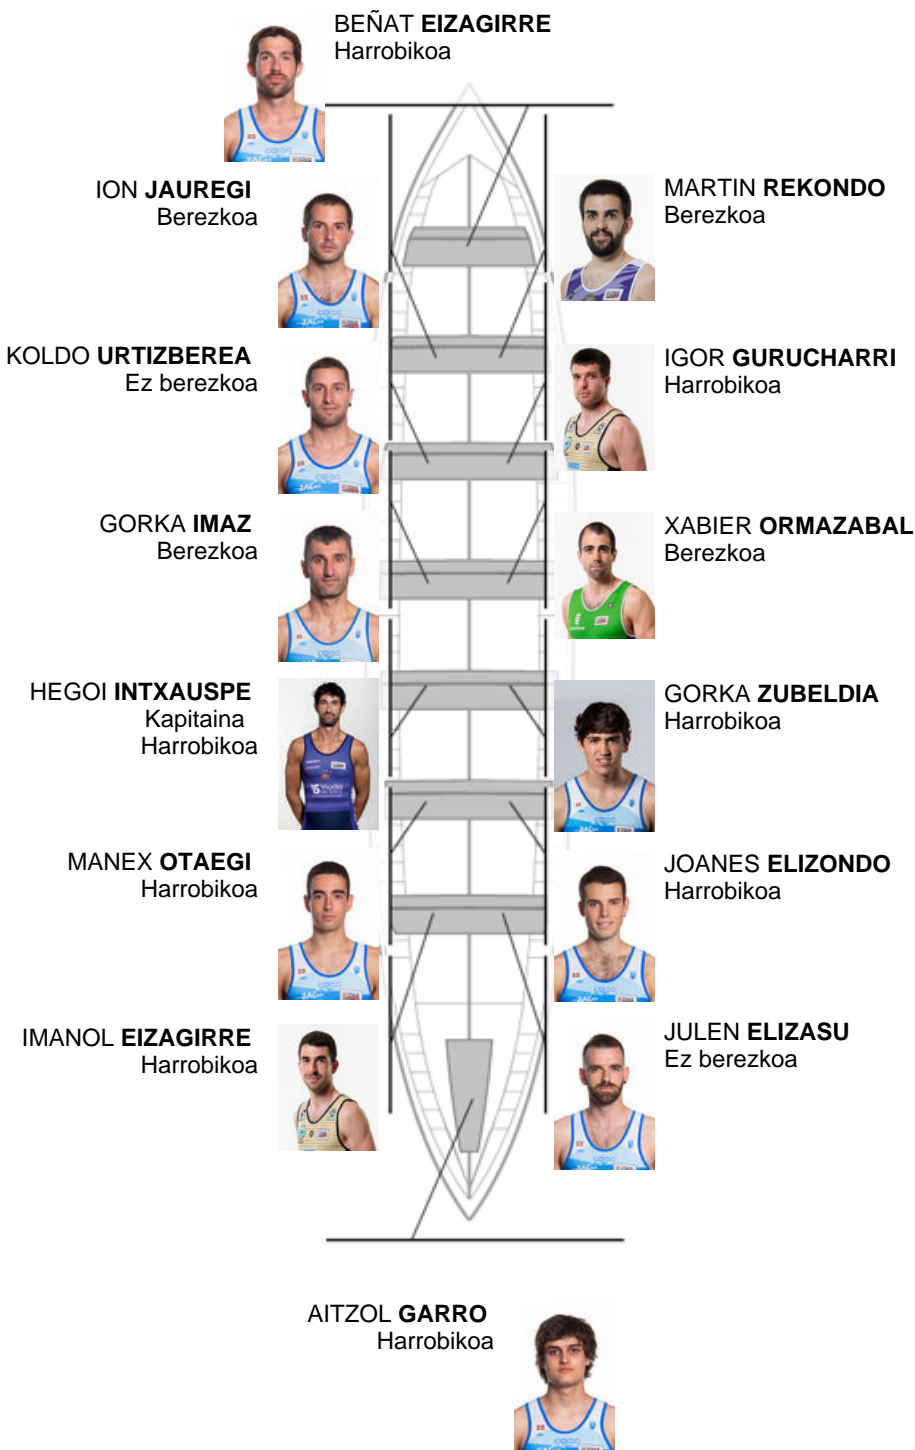 BEÑAT EIZAGIRRE
Harrobikoa
ION JAUREGI
Berezkoa
MARTIN REKONDO
Berezkoa
KOLDO URTIZBEREA
Ez berezkoa
IGOR GURUCHARRI
Harrobikoa
GORKA IMAZ
Berezkoa
XABIER ORMAZABAL
Berezkoa
HEGOI INTXAUSPE
Kapitaina
Harrobikoa
GORKA ZUBELDIA
Harrobikoa
MANEX OTAEGI
Harrobikoa
JOANES ELIZONDO
Harrobikoa
IMANOL EIZAGIRRE
Harrobikoa
JULEN ELIZASU
Ez berezkoa
AITZOL GARRO
Harrobikoa